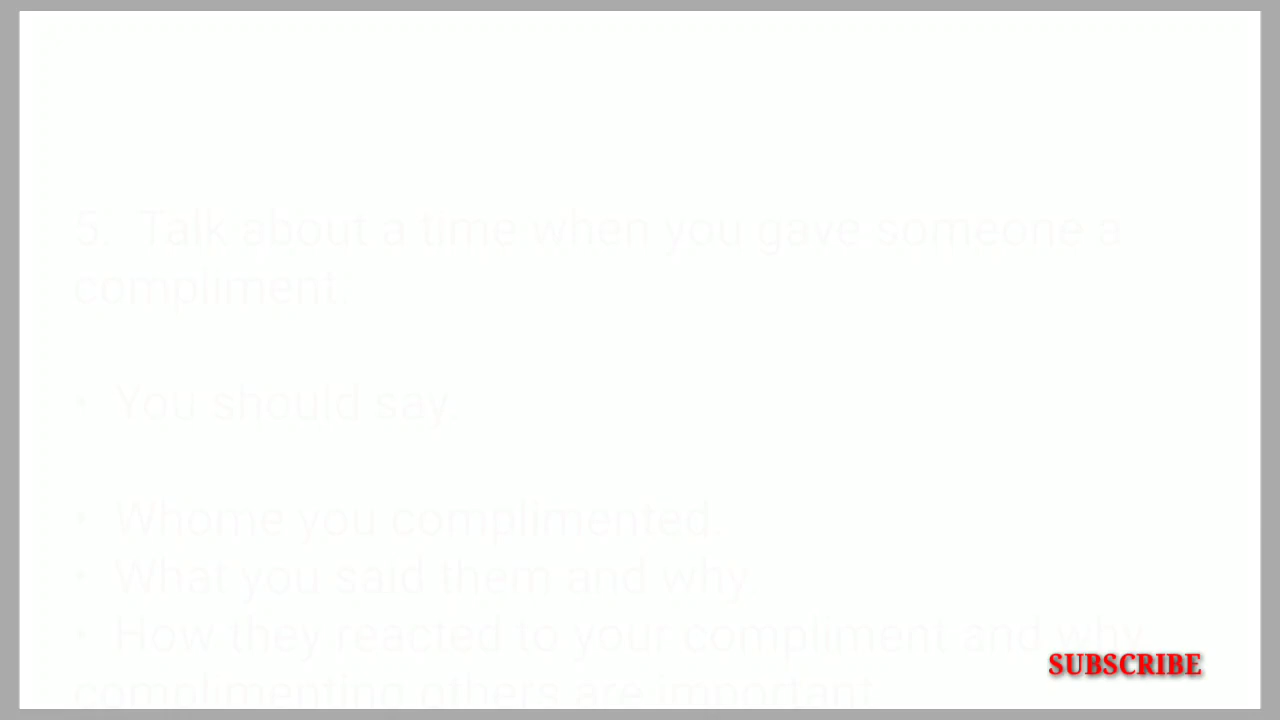 5. Talk about a time when you gave someone a
compliment.
• You should say.
• Whome you complimented.
• What you said them and why
• How they reacted to your compliment and why
complimenting others are important
SUBSCRIBE